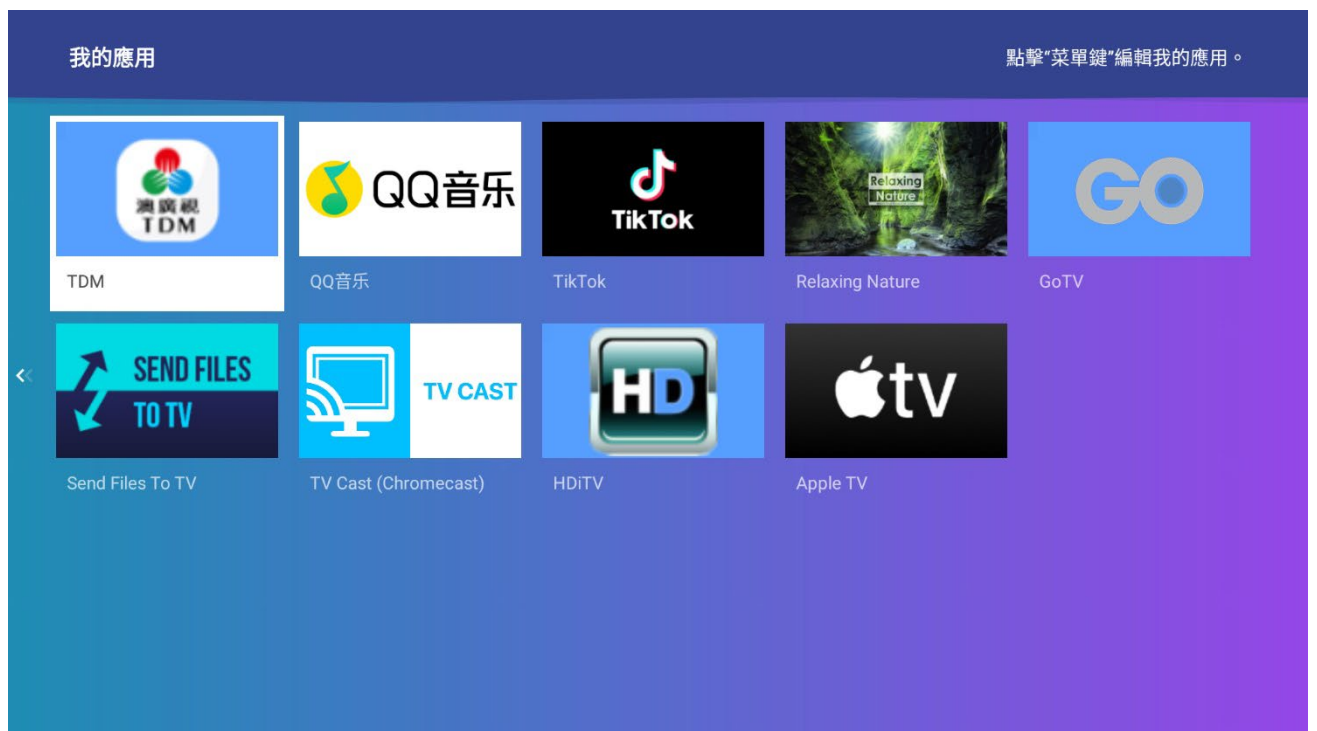 我的應用
點擊"菜單鍵"編輯我的應用。
澳廣視
TDM
QQ音乐
TikTok
Relaxing
Nature
GO
TDM
QQ音乐
TikTok
Relaxing Nature
GoTV
SEND FILES
TO TV
TV CAST
HD
tv
Send Files To TV
TV Cast (Chromecast)
HDiTV
Apple TV